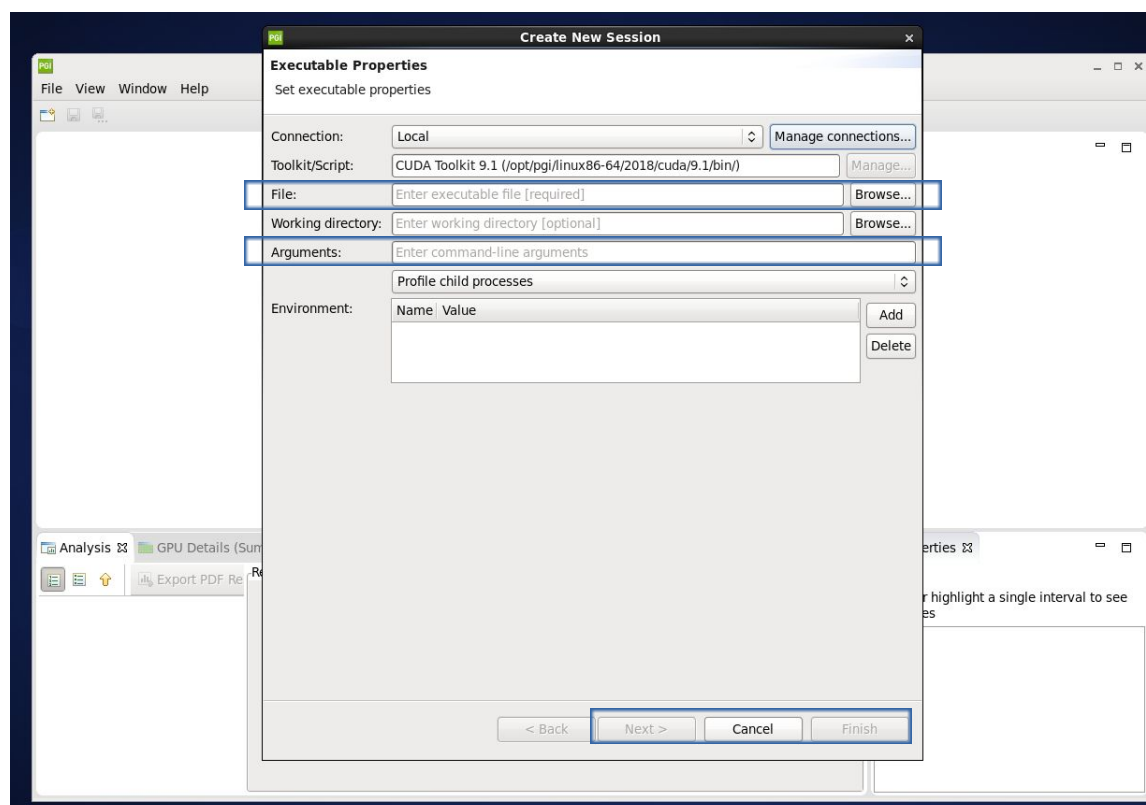 PGI Create New Session
Executable Properties
Set executable properties
PGI
File View Window Help
Connection: Local Manage connections...
Toolkit/Script: CUDA Toolkit 9.1 (/opt/pgi/linux86-64/2018/cuda/9.1/bin/) Manage...
File: Enter executable file [required] Browse...
Working directory: Enter working directory [optional] Browse...
Arguments: Enter command-line arguments
Profile child processes
Environment: Name Value Add
Delete
Analysis GPU Details (Sum erties
Export PDF Re Re
r highlight a single interval to see
es
< Back Next > Cancel Finish